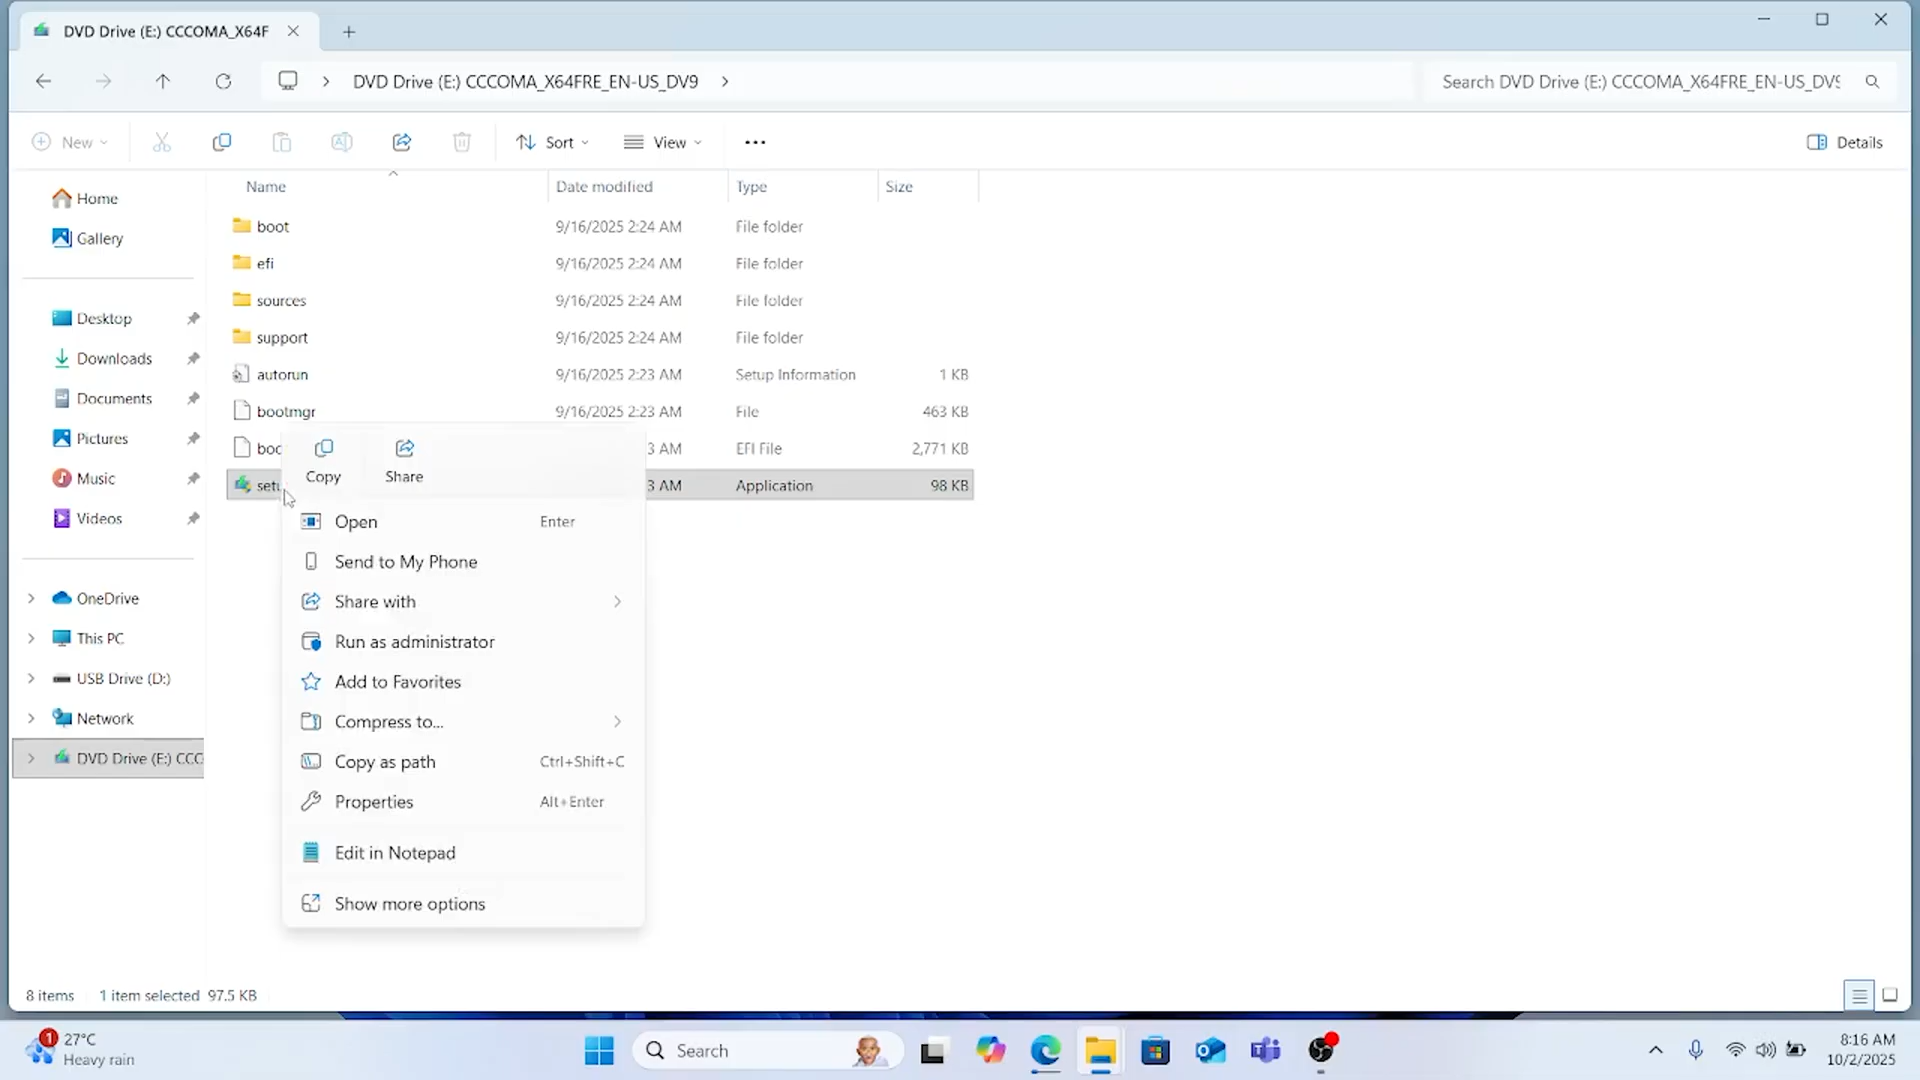 DVD Drive (E:) CCCOMA_X64F
DVD Drive (E:) CCCOMA_X64FRE_EN-US_DV9
Search DVD Drive (E:) CCCOMA_X64FRE_EN-US_DV9
New
Sort
View
Details
Name Date modified Type Size
Home
Gallery
Desktop
Downloads
Documents
Pictures
Music
Videos
OneDrive
This PC
USB Drive (D:)
Network
DVD Drive (E:) CCC
boot 9/16/2025 2:24 AM File folder
efi 9/16/2025 2:24 AM File folder
sources 9/16/2025 2:24 AM File folder
support 9/16/2025 2:24 AM File folder
autorun 9/16/2025 2:23 AM Setup Information 1 KB
bootmgr 9/16/2025 2:23 AM File 463 KB
boo 3 AM EFI File 2,771 KB
setu 3 AM Application 98 KB
Copy Share
Open Enter
Send to My Phone
Share with
Run as administrator
Add to Favorites
Compress to...
Copy as path Ctrl+Shift+C
Properties Alt+Enter
Edit in Notepad
Show more options
8 items 1 item selected 97.5 KB
1
27°C
Heavy rain
Search
8:16 AM
10/2/2025